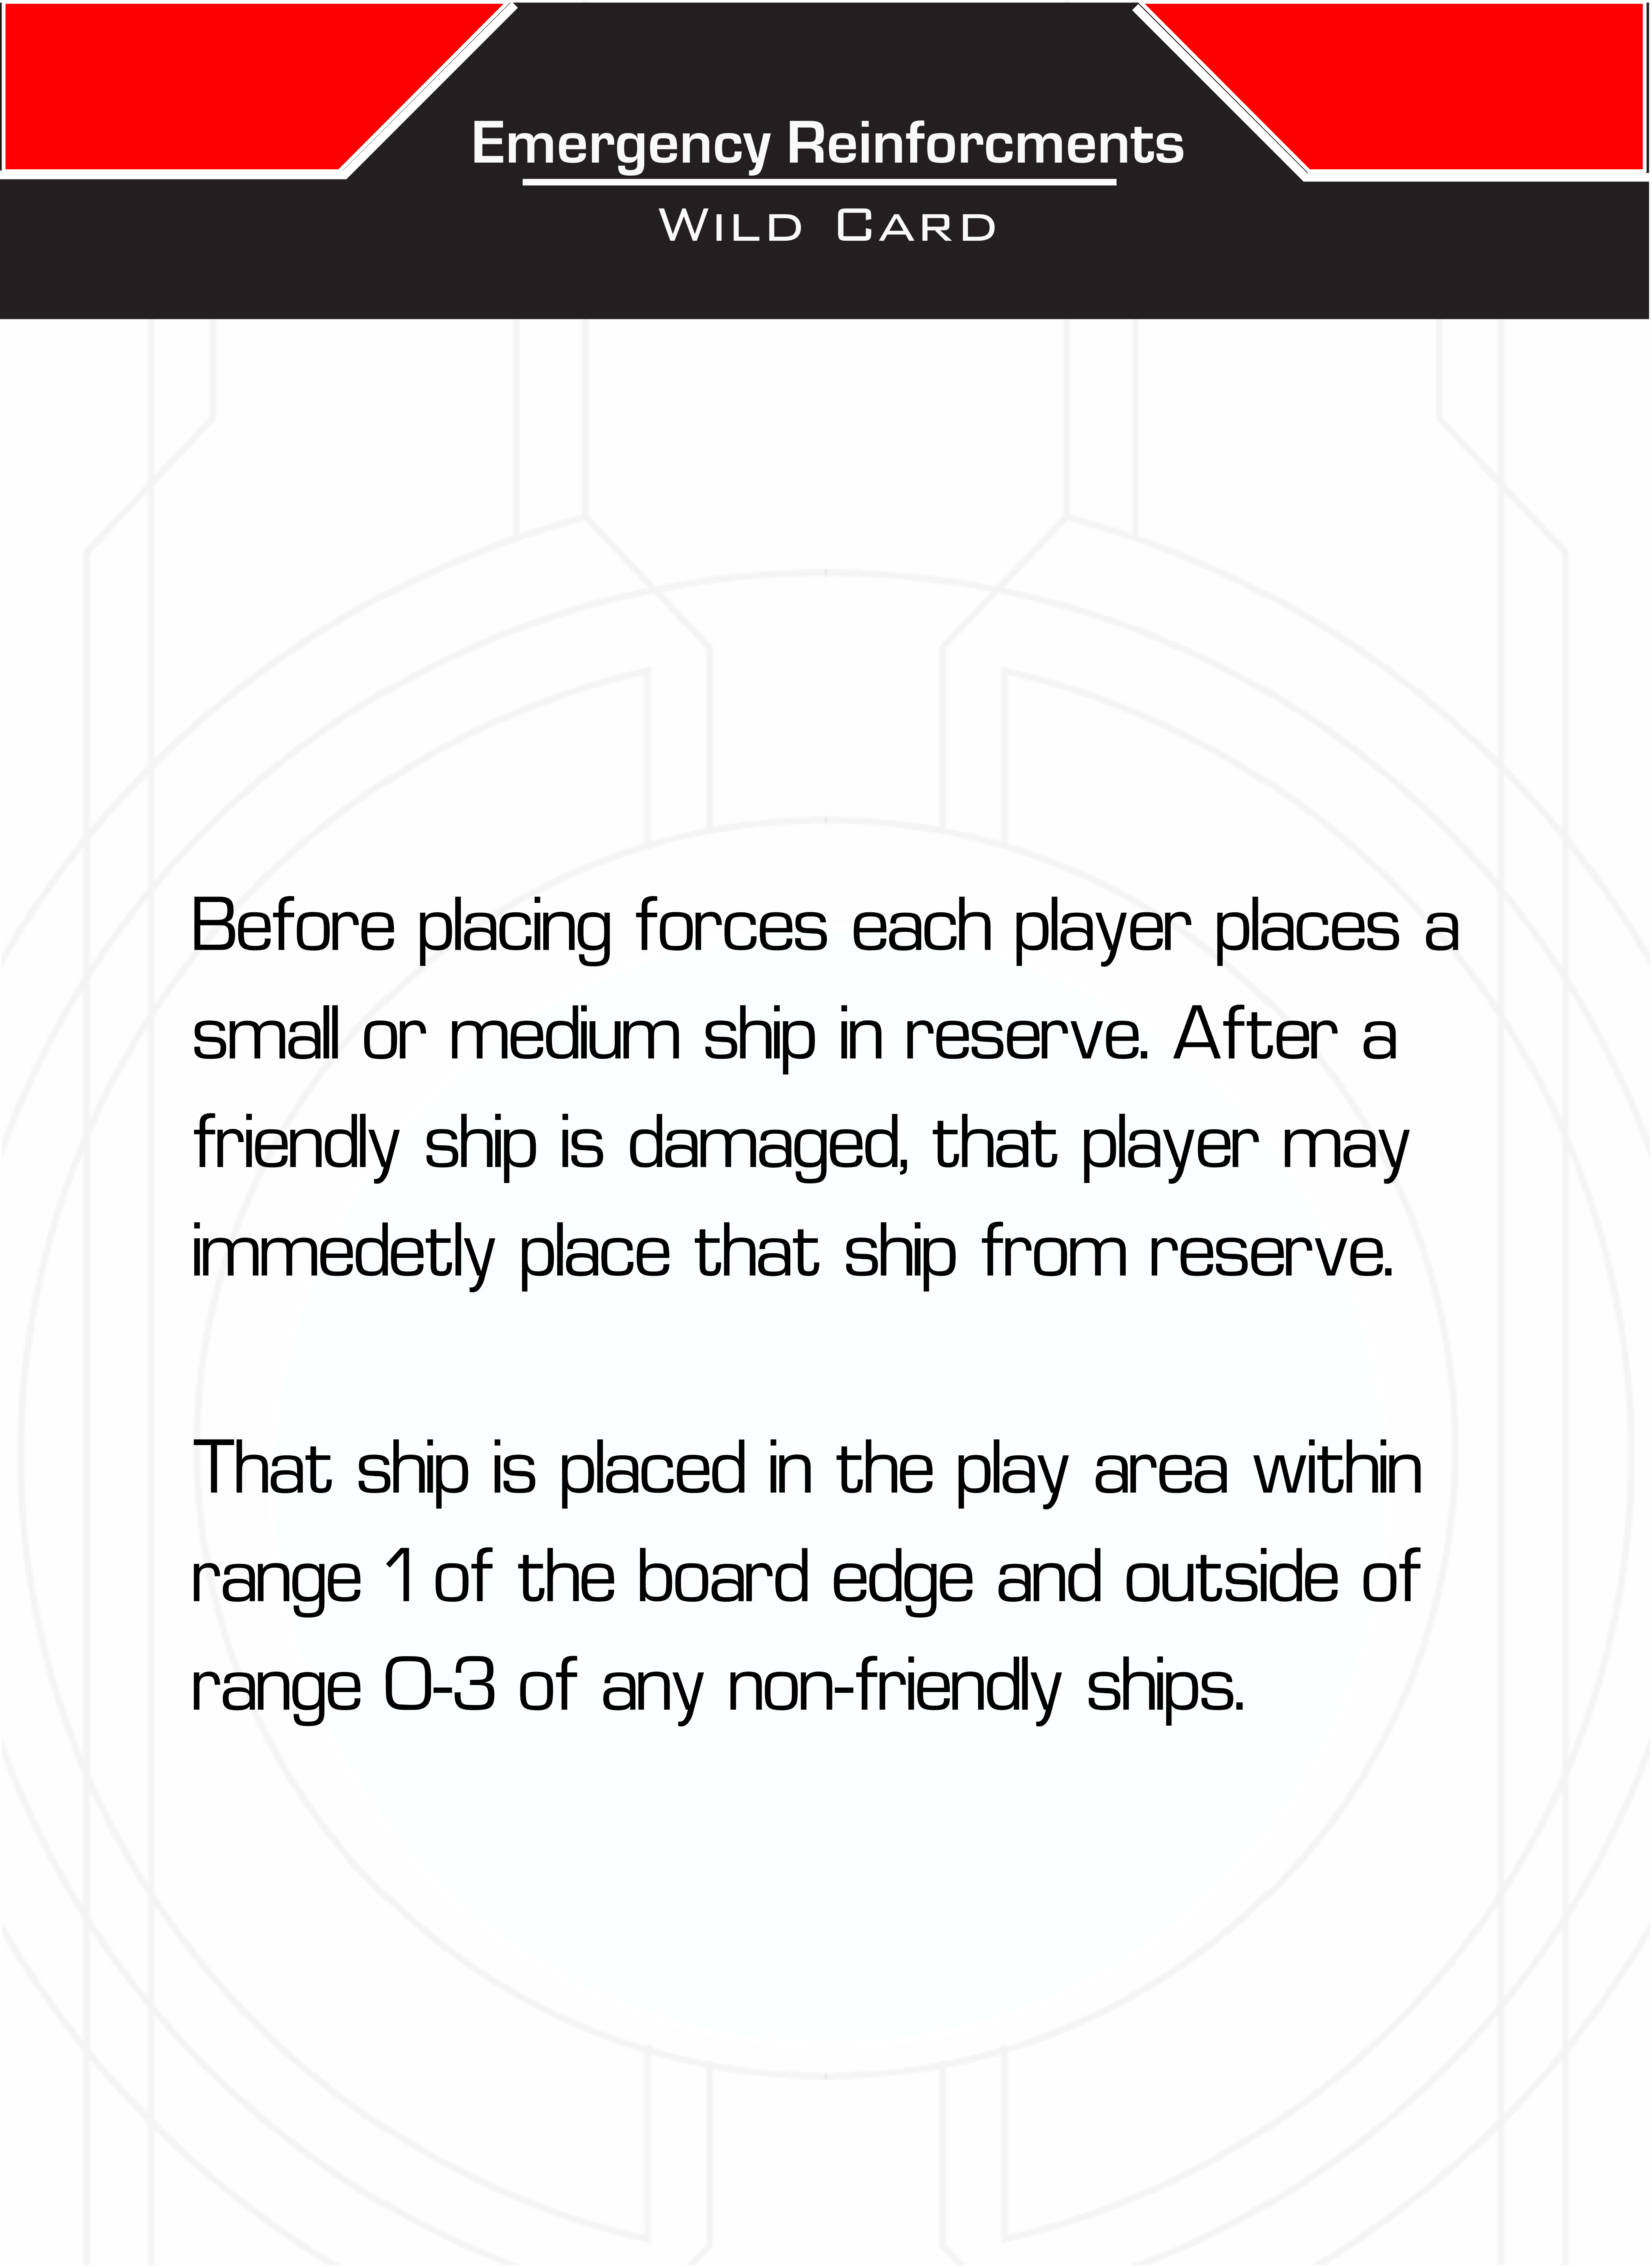 Emergency Reinforcments
Wild Card
Before placing forces each player places a
small or medium ship in reserve. After a
friendly ship is damaged, that player may
immedetly place that ship from reserve.
That ship is placed in the play area within
range 1 of the board edge and outside of
range 0-3 of any non-friendly ships.